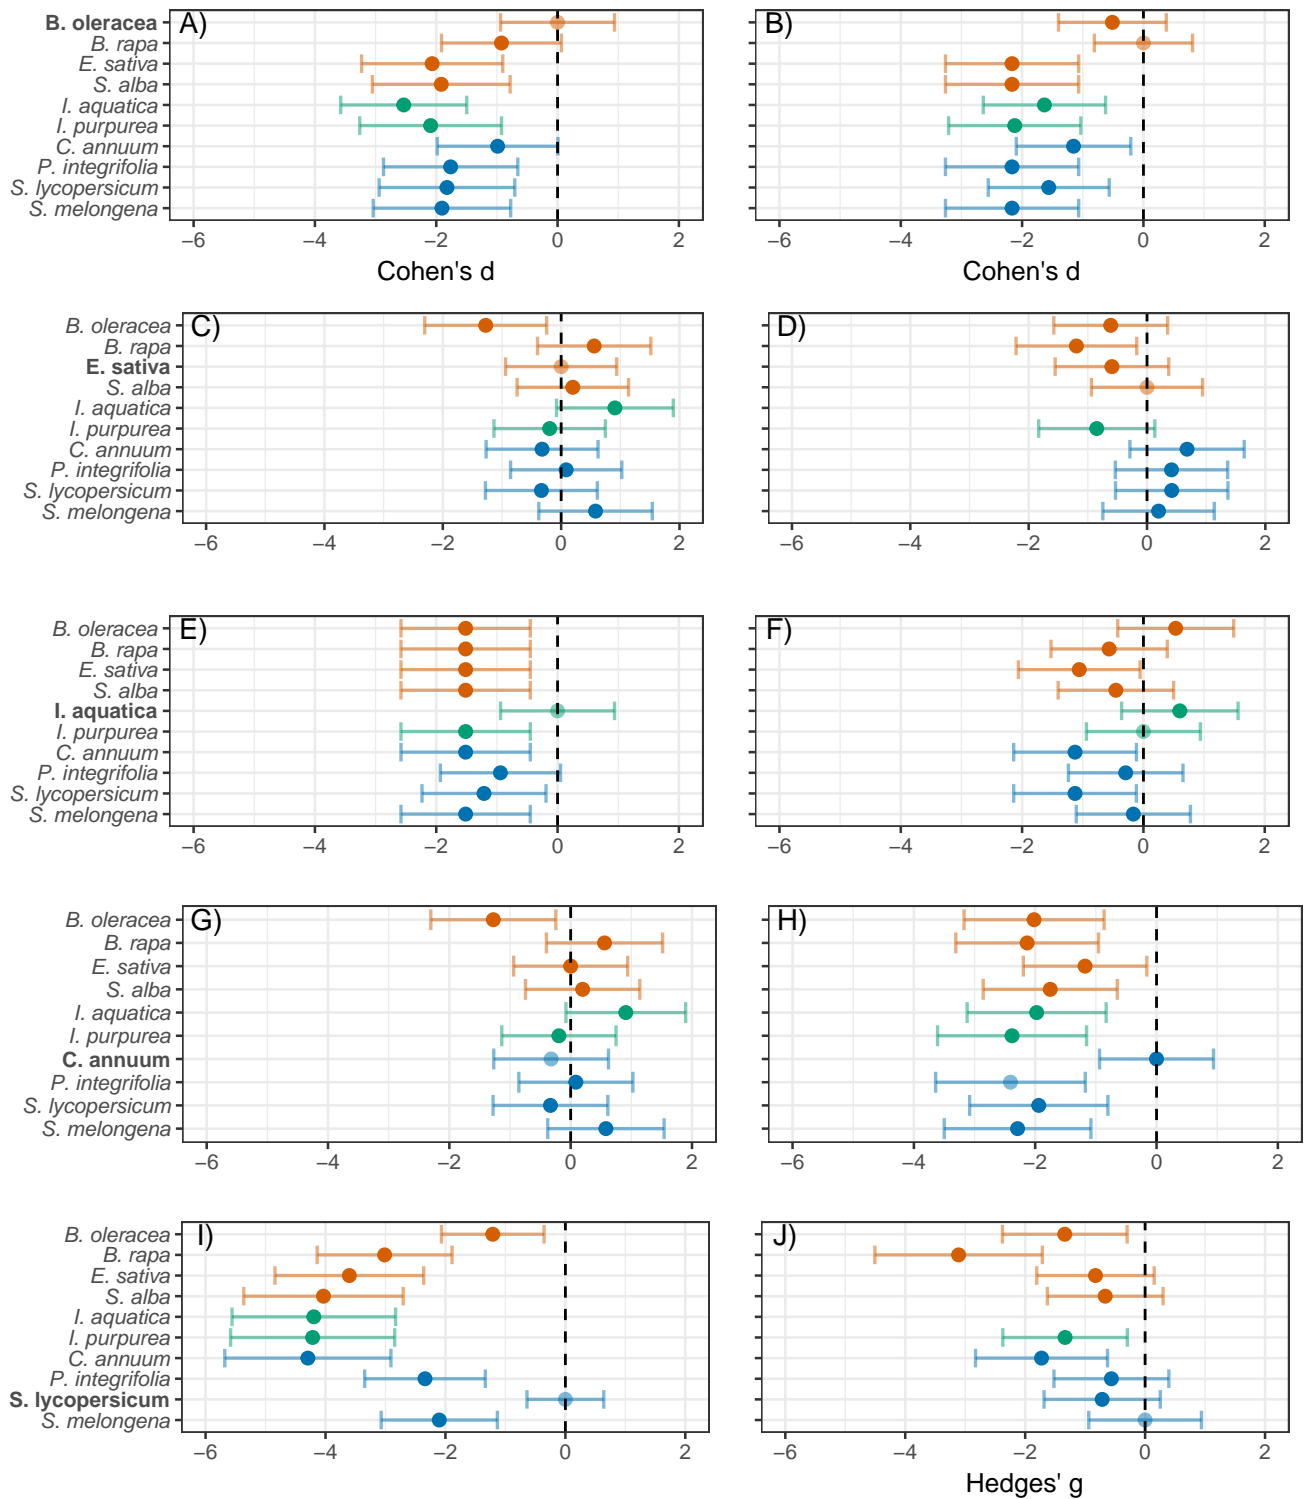 A)
B. oleracea
B. rapa
E. sativa
S. alba
I. aquatica
I. purpurea
C. annuum
P. integrifolia
S. lycopersicum
S. melongena
−6 −4 −2 0 2
Cohen's d
B)
−6 −4 −2 0 2
Cohen's d
C)
B. oleracea
B. rapa
E. sativa
S. alba
I. aquatica
I. purpurea
C. annuum
P. integrifolia
S. lycopersicum
S. melongena
−6 −4 −2 0 2
D)
−6 −4 −2 0 2
E)
B. oleracea
B. rapa
E. sativa
S. alba
I. aquatica
I. purpurea
C. annuum
P. integrifolia
S. lycopersicum
S. melongena
−6 −4 −2 0 2
F)
−6 −4 −2 0 2
G)
B. oleracea
B. rapa
E. sativa
S. alba
I. aquatica
I. purpurea
C. annuum
P. integrifolia
S. lycopersicum
S. melongena
−6 −4 −2 0 2
H)
−6 −4 −2 0 2
I)
B. oleracea
B. rapa
E. sativa
S. alba
I. aquatica
I. purpurea
C. annuum
P. integrifolia
S. lycopersicum
S. melongena
−6 −4 −2 0 2
J)
−6 −4 −2 0 2
Hedges' g